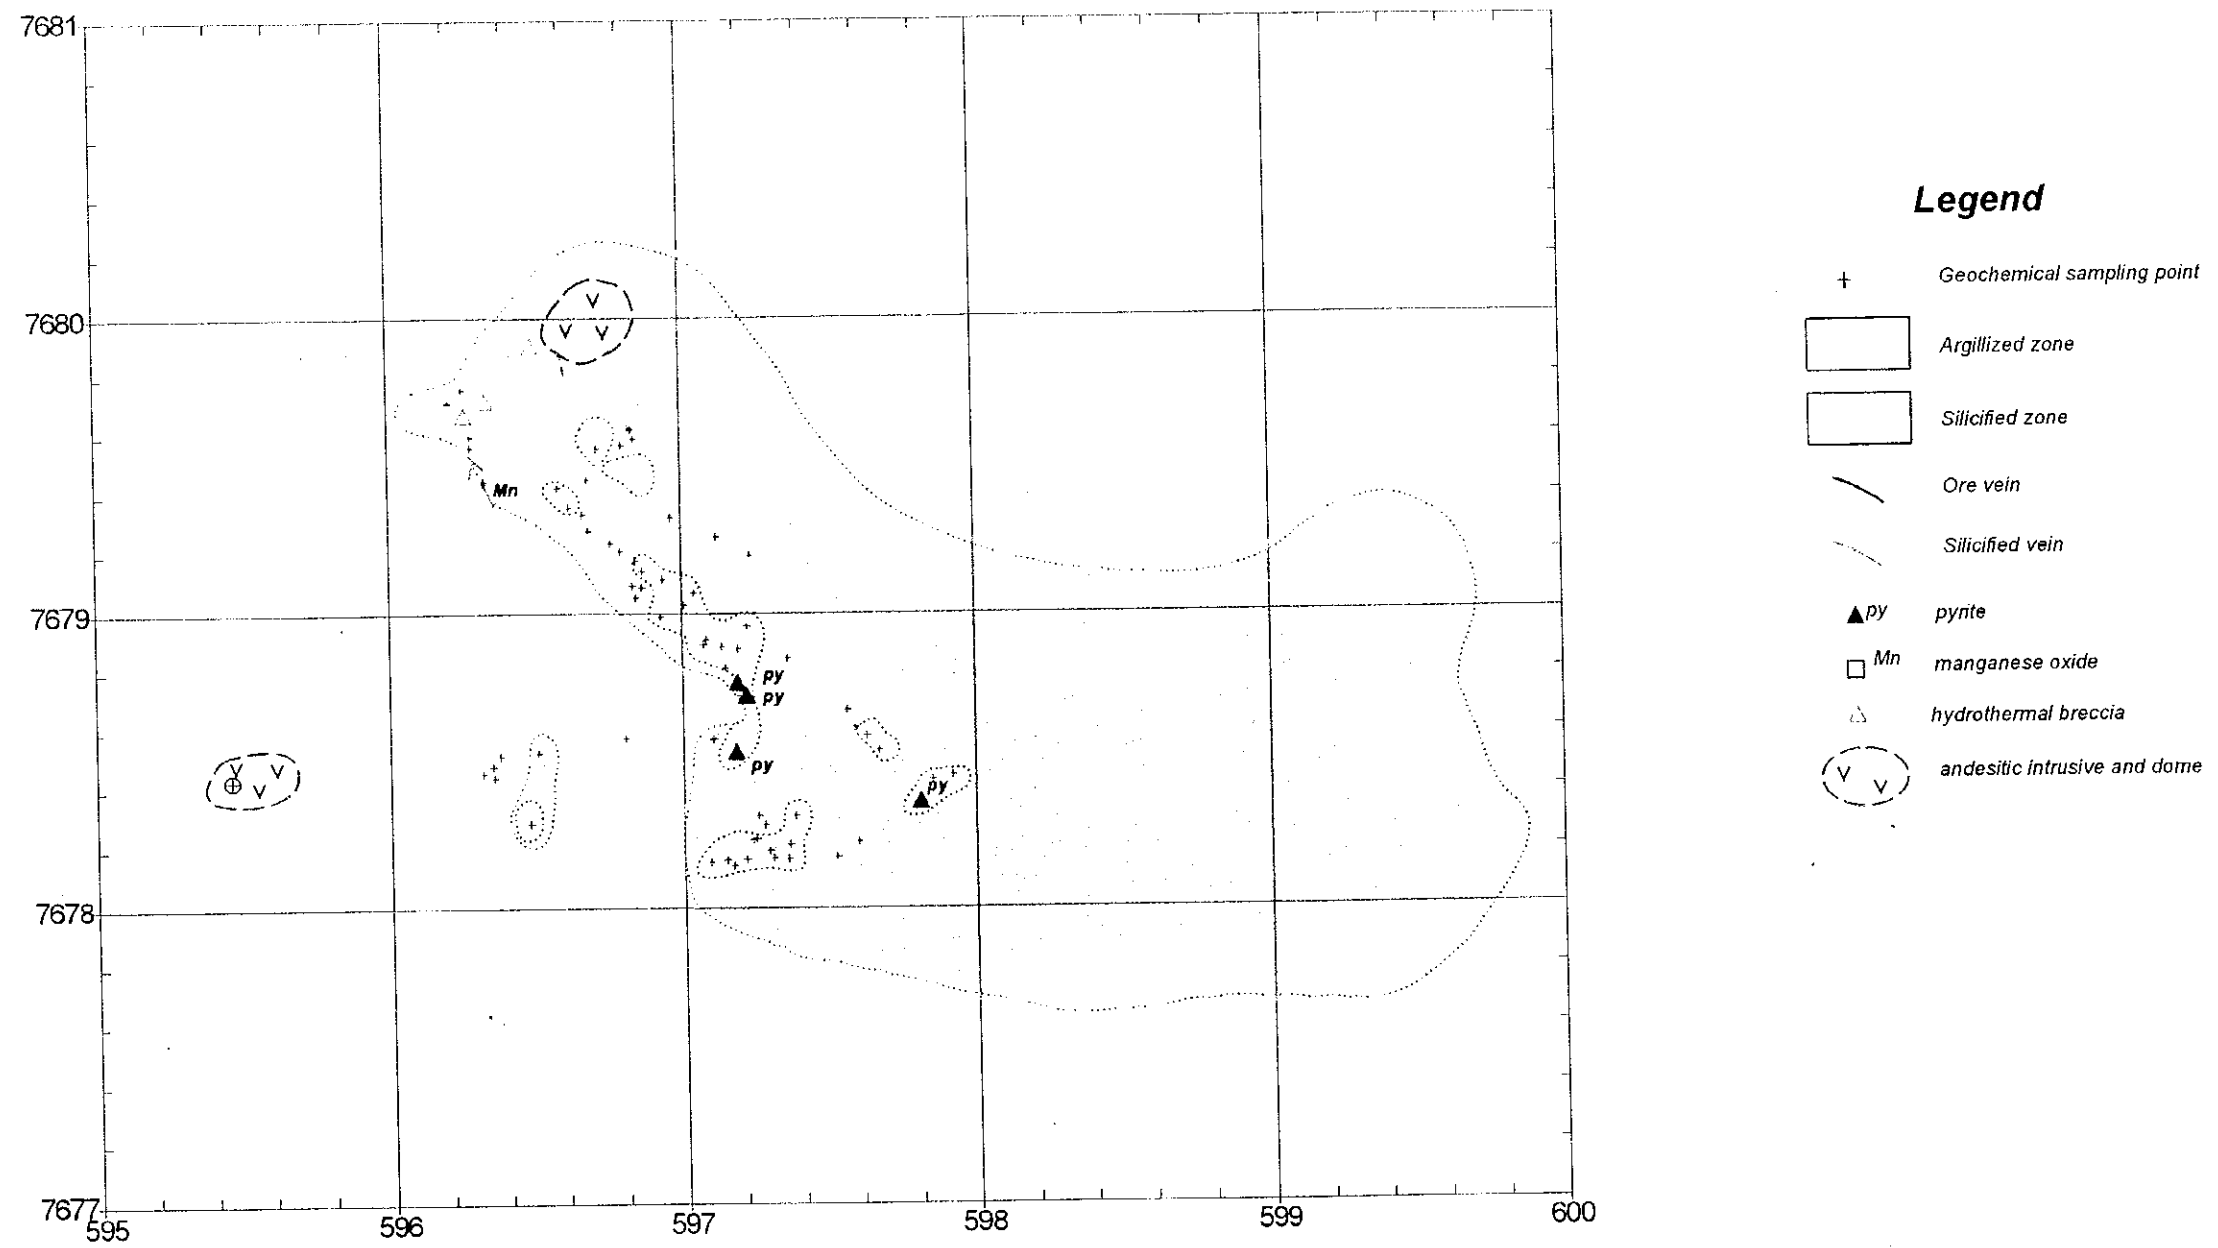 7681
Legend
Geochemical sampling point
7680
Argillized zone
Silicified zone
Mn
Ore vein
Silicified vein
7679
py
pyrite
Mn
manganese oxide
py
py
hydrothermal breccia
py
V V V
V V V
V V
andesitic intrusive and dome
py
7678
7677
595
596
597
598
599
600